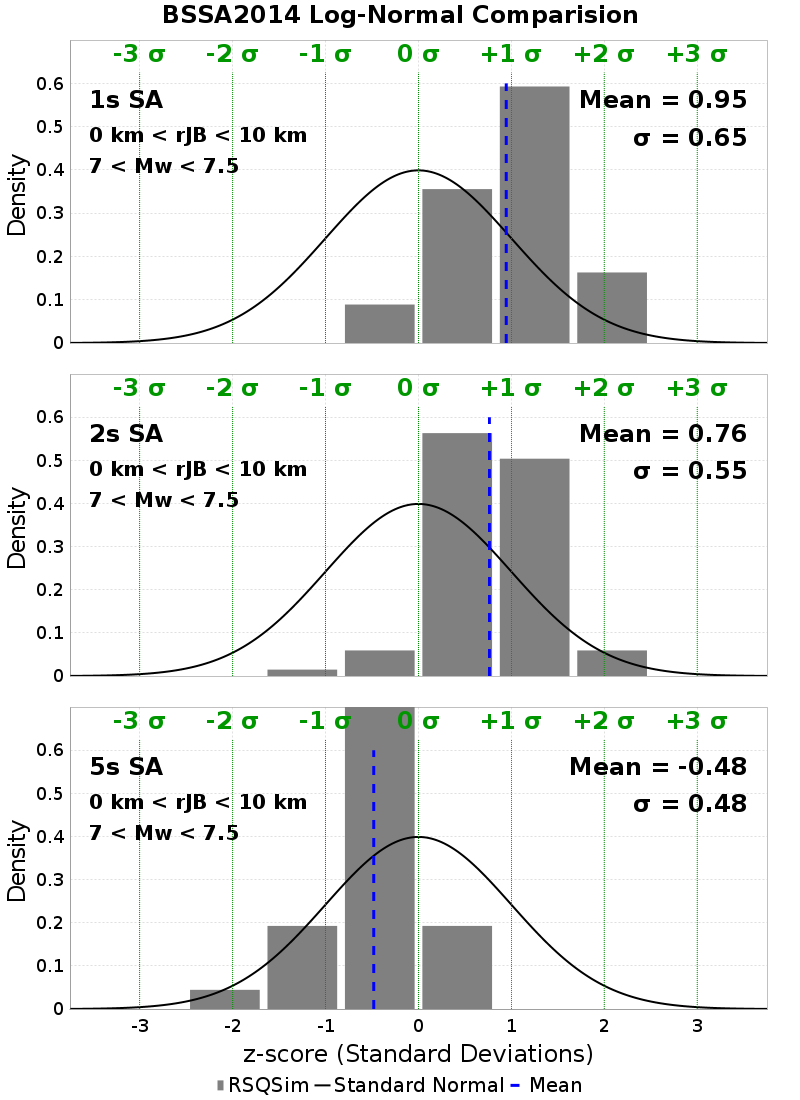 BSSA2014 Log-Normal Comparision
-3 σ -2 σ -1 σ 0 σ +1 σ +2 σ +3 σ
1s SA
0 km < rJB < 10 km
7 < Mw < 7.5
Mean = 0.95
σ = 0.65
Density
0.6
0.5
0.4
0.3
0.2
0.1
0
-3 σ -2 σ -1 σ 0 σ +1 σ +2 σ +3 σ
2s SA
0 km < rJB < 10 km
7 < Mw < 7.5
Mean = 0.76
σ = 0.55
Density
0.6
0.5
0.4
0.3
0.2
0.1
0
-3 σ -2 σ -1 σ 0 σ +1 σ +2 σ +3 σ
5s SA
0 km < rJB < 10 km
7 < Mw < 7.5
Mean = -0.48
σ = 0.48
Density
0.6
0.5
0.4
0.3
0.2
0.1
0
-3 -2 -1 0 1 2 3
z-score (Standard Deviations)
RSQSim Standard Normal Mean